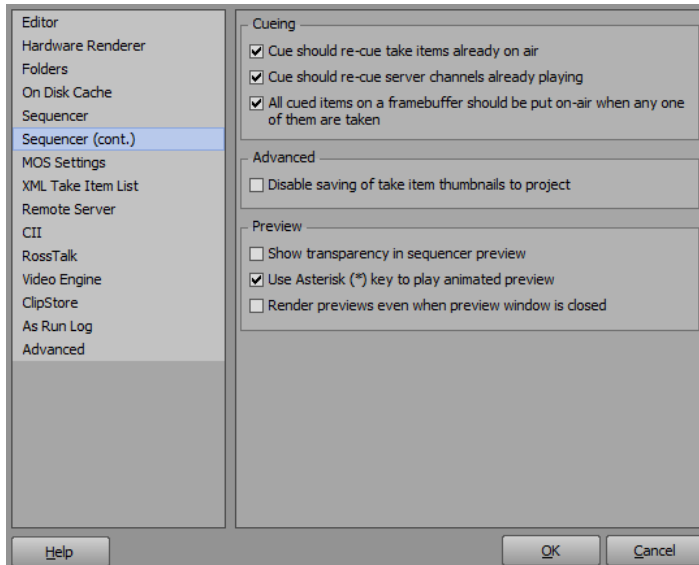 Editor
Hardware Renderer
Folders
On Disk Cache
Sequencer
Sequencer (cont.)
MOS Settings
XML Take Item List
Remote Server
CII
RossTalk
Video Engine
ClipStore
As Run Log
Advanced
Cueing
Cue should re-cue take items already on air
Cue should re-cue server channels already playing
All cued items on a framebuffer should be put on-air when any one
of them are taken
Advanced
Disable saving of take item thumbnails to project
Preview
Show transparency in sequencer preview
Use Asterisk (*) key to play animated preview
Render previews even when preview window is closed
Help
OK
Cancel